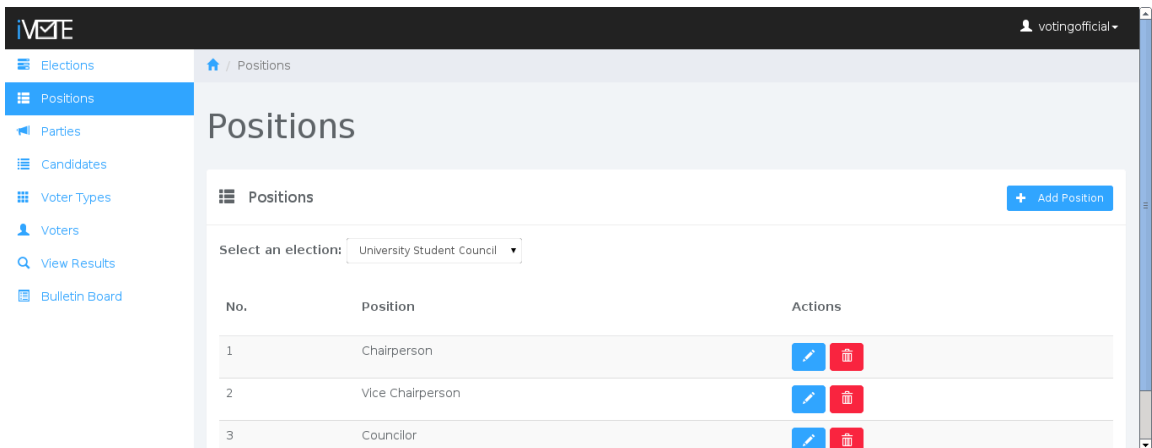 iVOTE
votingofficial
Elections
Positions
Parties
Candidates
Voter Types
Voters
View Results
Bulletin Board
/ Positions
Positions
Positions
+ Add Position
Select an election: University Student Council
No. Position Actions
1 Chairperson
2 Vice Chairperson
3 Councilor